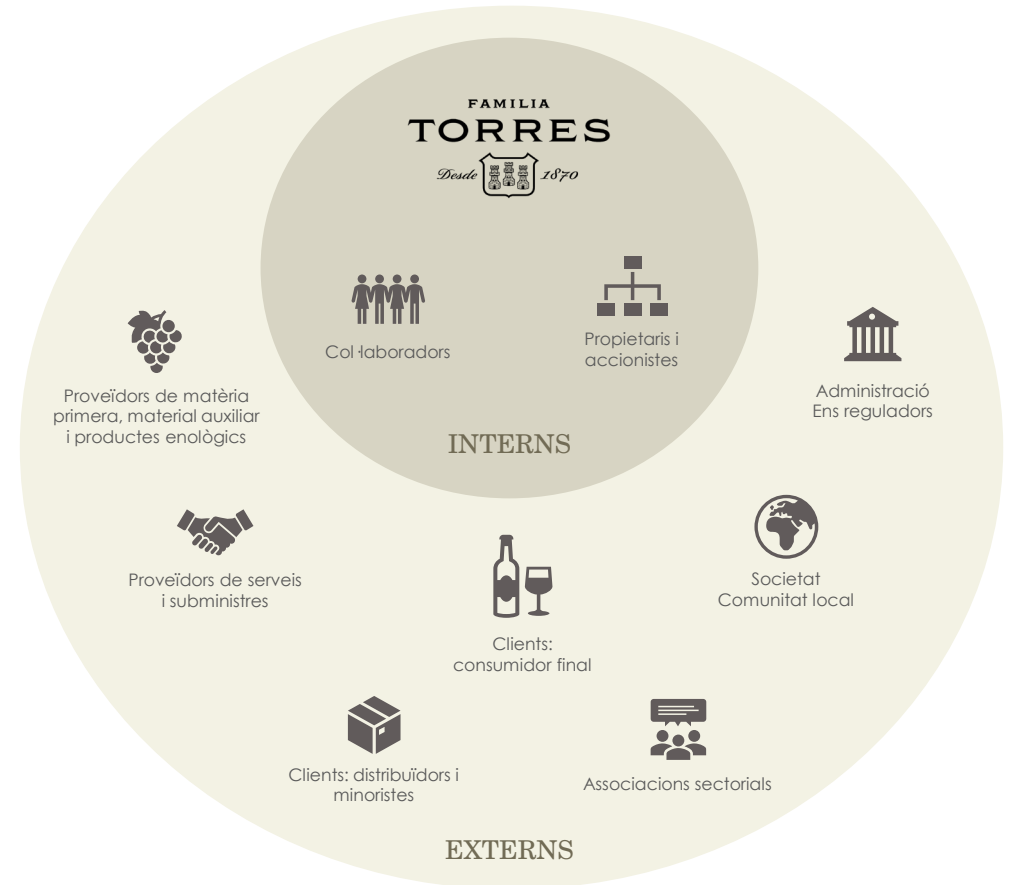 FAMILIA
TORRES
Desde 1870
Col·laboradors
Propietaris i
accionistes
INTERNS
Proveïdors de matèria
primera, material auxiliar
i productes enològics
Administració
Ens reguladors
Proveïdors de serveis
i subministres
Societat
Comunitat local
Clients:
consumidor final
Clients: distribuïdors i
minoristes
Associacions sectorials
EXTERNS